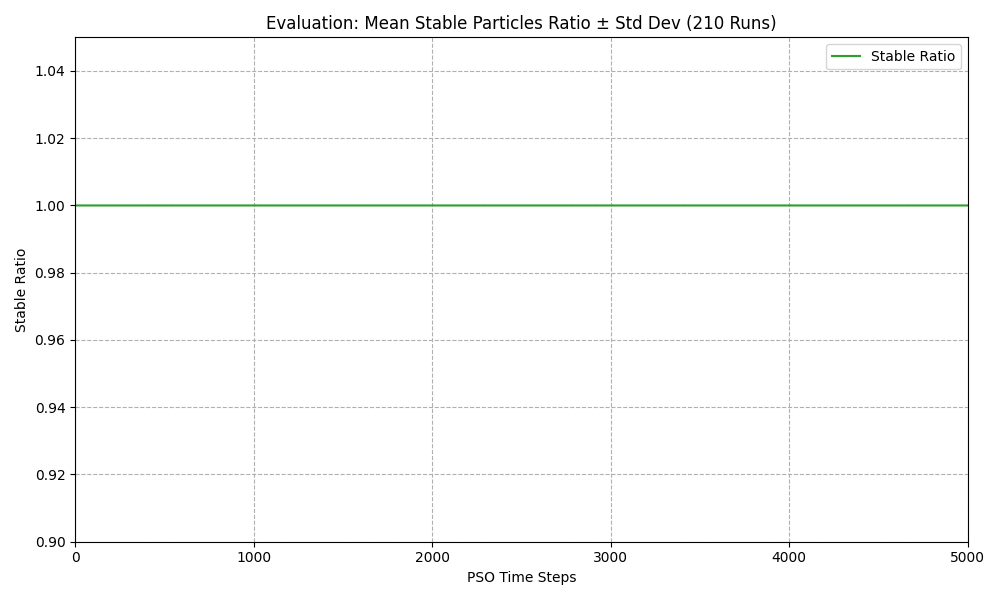 Evaluation: Mean Stable Particles Ratio ± Std Dev (210 Runs)
Stable Ratio
1.04
1.02
1.00
0.98
0.96
0.94
0.92
0.90
Stable Ratio
0 1000 2000 3000 4000 5000
PSO Time Steps